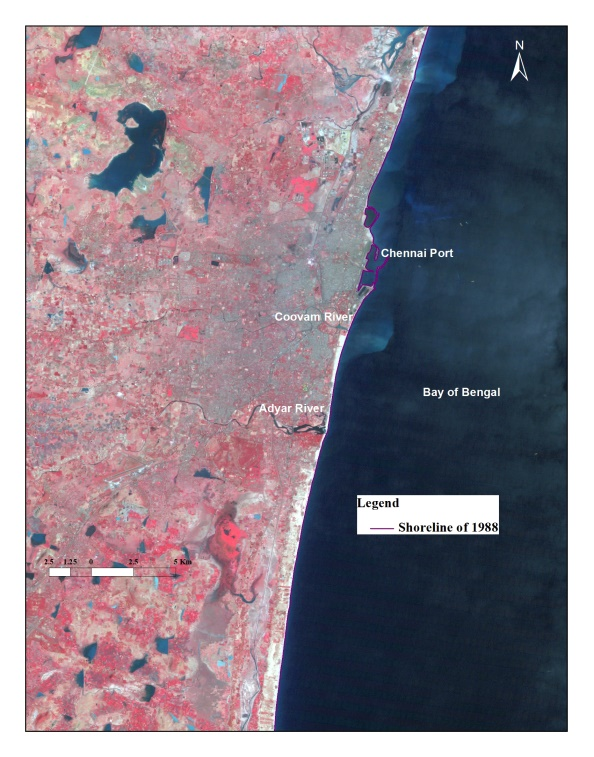 N
Chennai Port
Coovam River
Bay of Bengal
Adyar River
Legend
Shoreline of 1988
2.5 1.25 0 2.5 5 Km